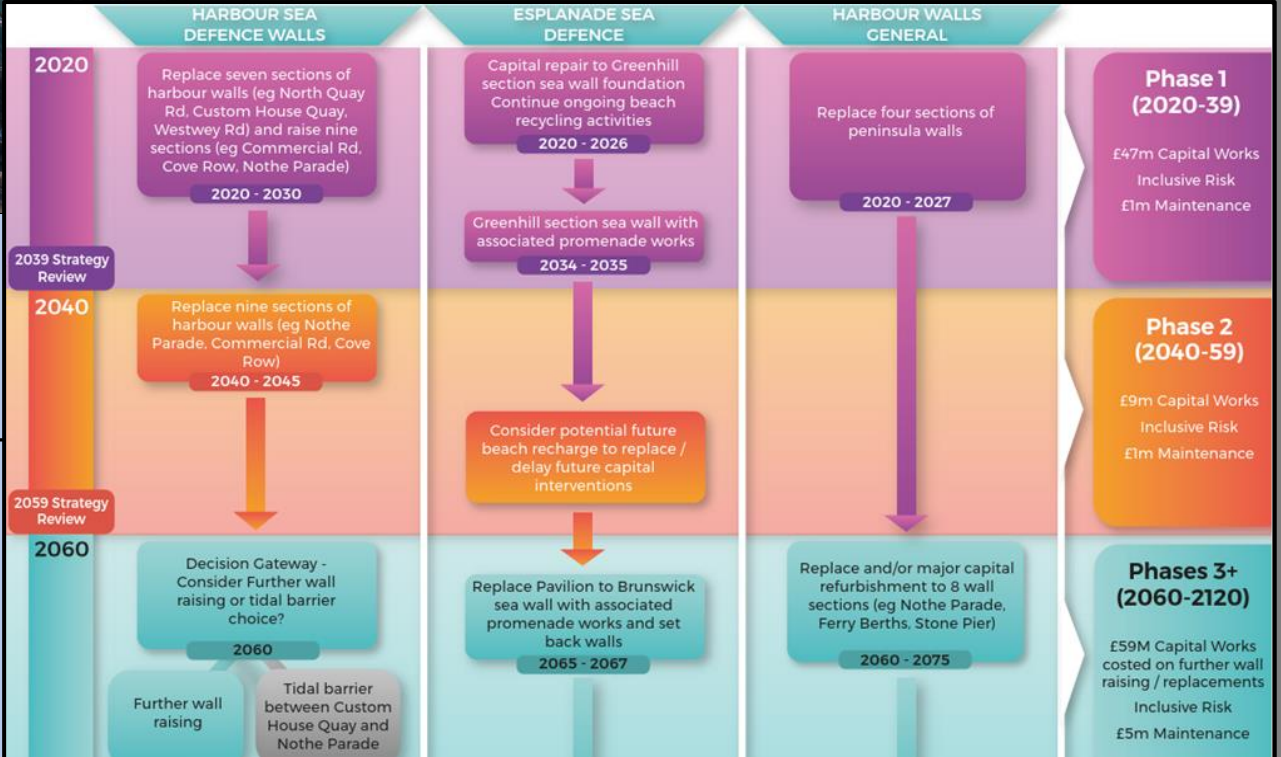 HARBOUR SEA
DEFENCE WALLS
ESPLANADE SEA
DEFENCE
HARBOUR WALLS
GENERAL
2020
Replace seven sections of
harbour walls (eg North Quay
Rd, Custom House Quay,
Westwey Rd) and raise nine
sections (eg Commercial Rd,
Cove Row, Nothe Parade)
2020 - 2030
Capital repair to Greenhill
section sea wall foundation
Continue ongoing beach
recycling activities
2020 - 2026
Greenhill section sea wall with
associated promenade works
2034 - 2035
Replace four sections of
peninsula walls
2020 - 2027
Phase 1
(2020-39)
£47m Capital Works
Inclusive Risk
£1m Maintenance
2039 Strategy
Review
2040
Replace nine sections of
harbour walls (eg Nothe
Parade, Commercial Rd, Cove
Row)
2040 - 2045
Consider potential future
beach recharge to replace /
delay future capital
interventions
Phase 2
(2040-59)
£9m Capital Works
Inclusive Risk
£1m Maintenance
2059 Strategy
Review
2060
Decision Gateway -
Consider Further wall
raising or tidal barrier
choice?
2060
Further wall
raising
Tidal barrier
between Custom
House Quay and
Nothe Parade
Replace Pavilion to Brunswick
sea wall with associated
promenade works and set
back walls
2065 - 2067
Replace and/or major capital
refurbishment to 8 wall
sections (eg Nothe Parade,
Ferry Berths, Stone Pier)
2060 - 2075
Phases 3+
(2060-2120)
£59M Capital Works
costed on further wall
raising / replacements
Inclusive Risk
£5m Maintenance